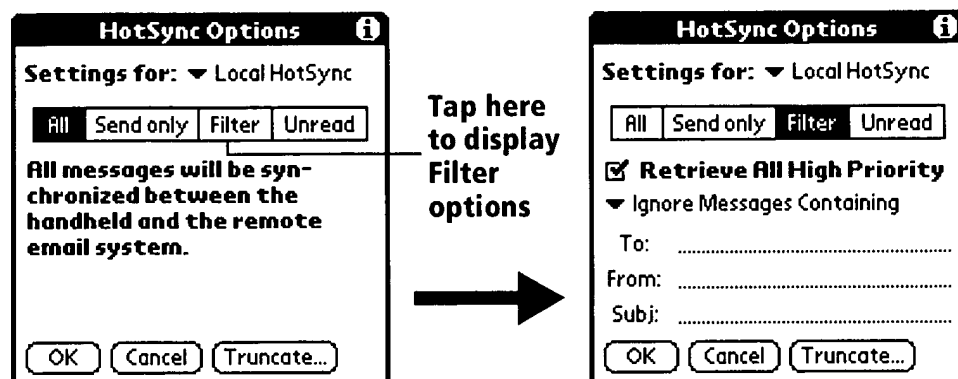 HotSync Options
Settings for: Local HotSync
All Send only Filter Unread
All messages will be syn-
chronized between the
handheld and the remote
email system.
OK Cancel Truncate...
Tap here
to display
Filter
options
HotSync Options
Settings for: Local HotSync
All Send only Filter Unread
Retrieve All High Priority
Ignore Messages Containing
To:
From:
Subj:
OK Cancel Truncate...